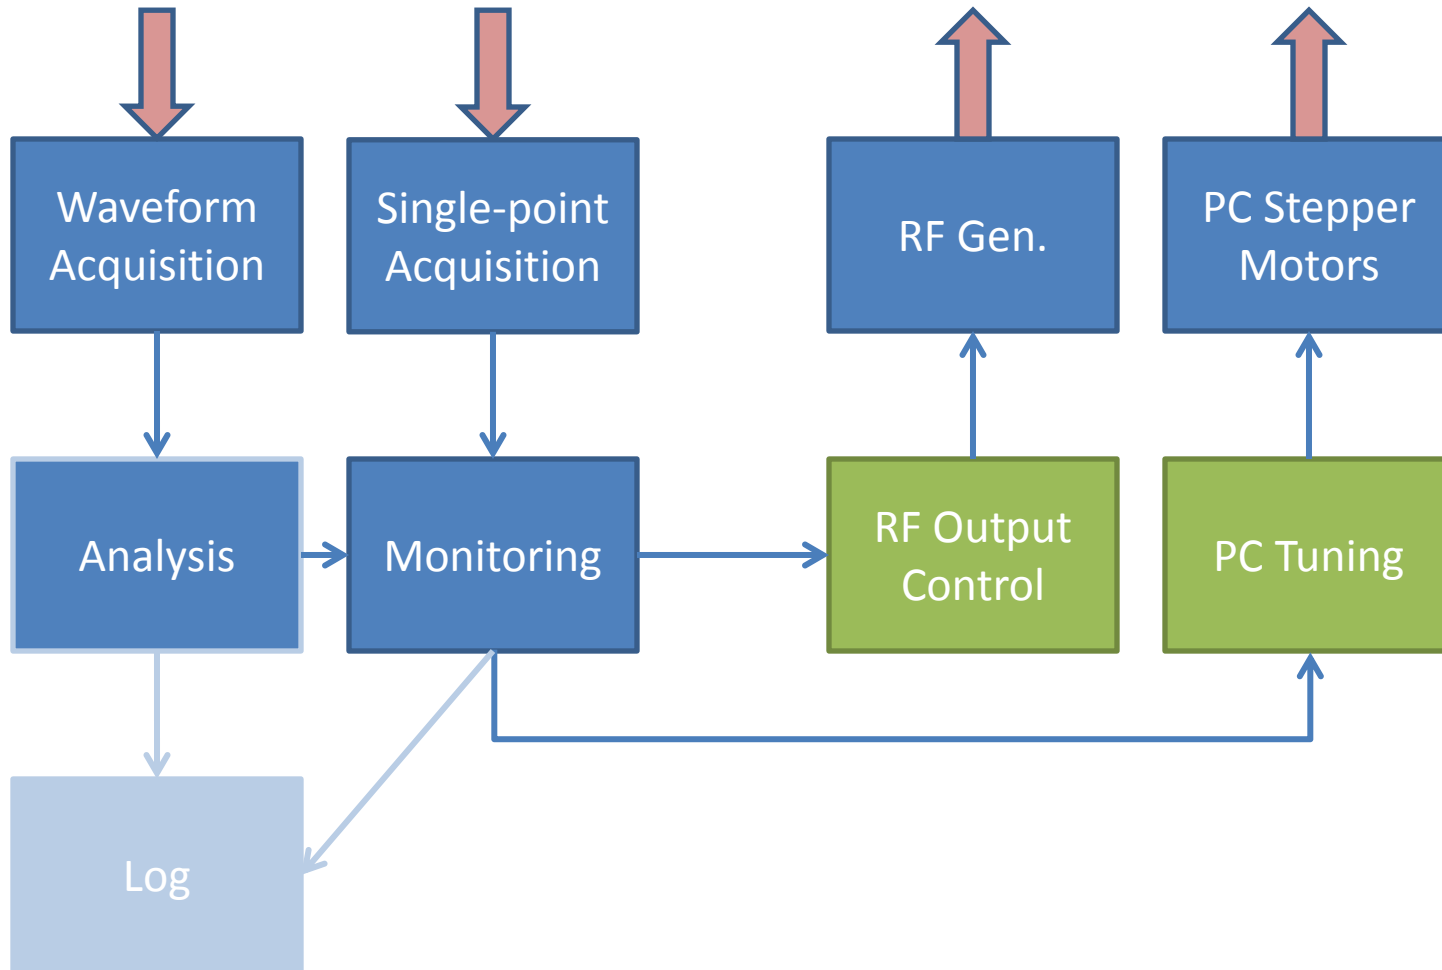 Waveform
Acquisition
Single-point
Acquisition
RF Gen.
PC Stepper
Motors
Analysis
Monitoring
RF Output
Control
PC Tuning
Log